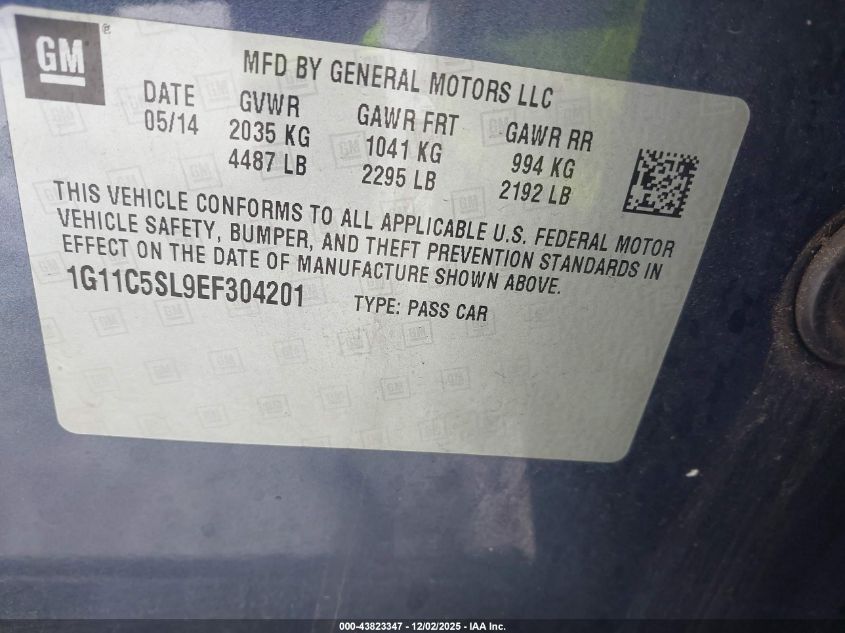 GM ®
MFD BY GENERAL MOTORS LLC
DATE GVWR GAWR FRT GAWR RR
05/14 2035 KG 1041 KG 994 KG
4487 LB 2295 LB 2192 LB
THIS VEHICLE CONFORMS TO ALL APPLICABLE U.S. FEDERAL MOTOR
VEHICLE SAFETY, BUMPER, AND THEFT PREVENTION STANDARDS IN
EFFECT ON THE DATE OF MANUFACTURE SHOWN ABOVE.
1G11C5SL9EF304201 TYPE: PASS CAR
000-43823347 - 12/02/2025 - IAA Inc.